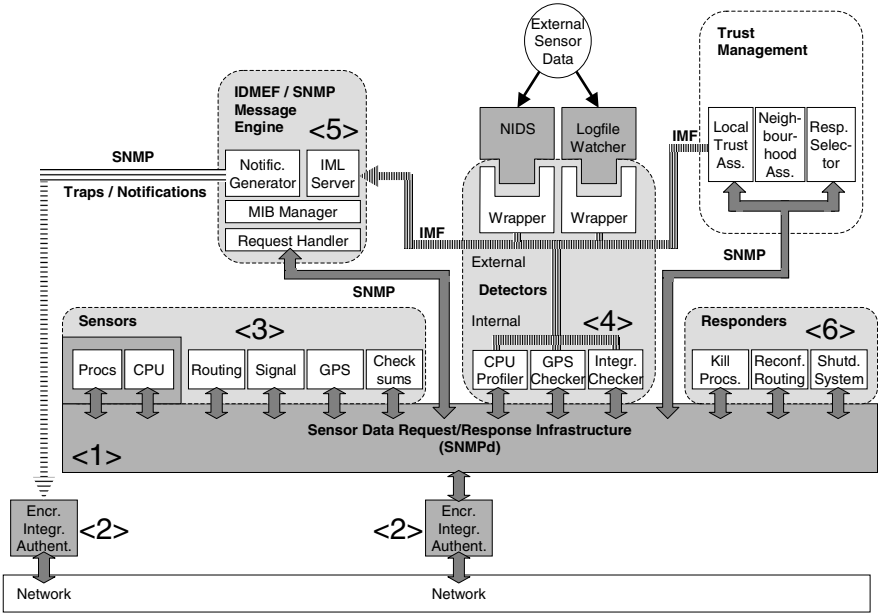 External
Sensor
Data
Trust
Management
IDMEF / SNMP
Message
Engine
<5>
NIDS
Logfile
Watcher
Local
Trust
Ass.
Neigh-
bour-
hood
Ass.
Resp.
Selec-
tor
IMF
SNMP
Traps / Notifications
Notific.
Generator
IML
Server
MIB Manager
Request Handler
Wrapper
Wrapper
IMF
External
Detectors
Internal
SNMP
SNMP
Sensors
<3>
<4>
Responders
<6>
Procs
CPU
Routing
Signal
GPS
Check
sums
CPU
Profiler
GPS
Checker
Integr.
Checker
Kill
Procs.
Reconf.
Routing
Shutd.
System
Sensor Data Request/Response Infrastructure
(SNMPd)
<1>
Encr.
Integr.
Authent.
<2>
<2>
Encr.
Integr.
Authent.
Network
Network